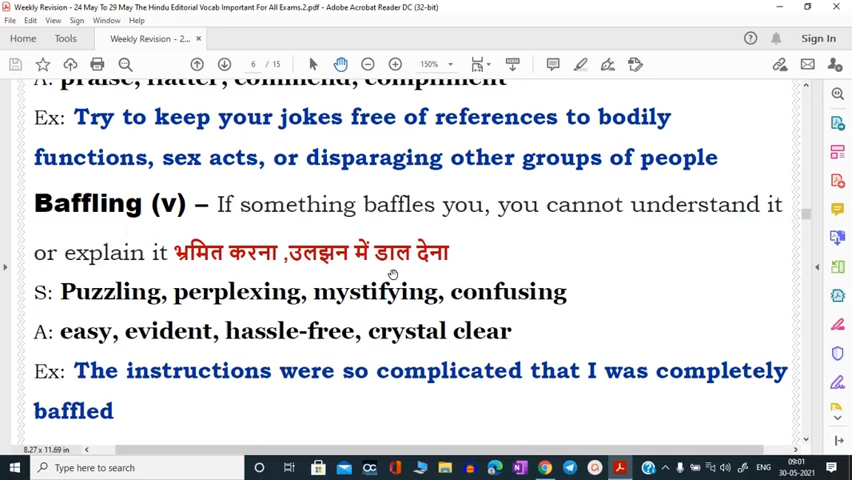 Weekly Revision - 24 May To 29 May The Hindu Editorial Vocab Important For All Exams.2.pdf - Adobe Acrobat Reader DC (32-bit)
File Edit View Sign Window Help
Home Tools Weekly Revision - 2... × Sign In
6 / 15 150%
A: praise, flatter, commend, compliment
Ex: Try to keep your jokes free of references to bodily
functions, sex acts, or disparaging other groups of people
Baffling (v) – If something baffles you, you cannot understand it
or explain it भ्रमित करना ,उलझन में डाल देना
S: Puzzling, perplexing, mystifying, confusing
A: easy, evident, hassle-free, crystal clear
Ex: The instructions were so complicated that I was completely
baffled
8.27 x 11.69 in
Type here to search
ENG
09:01
30-05-2021